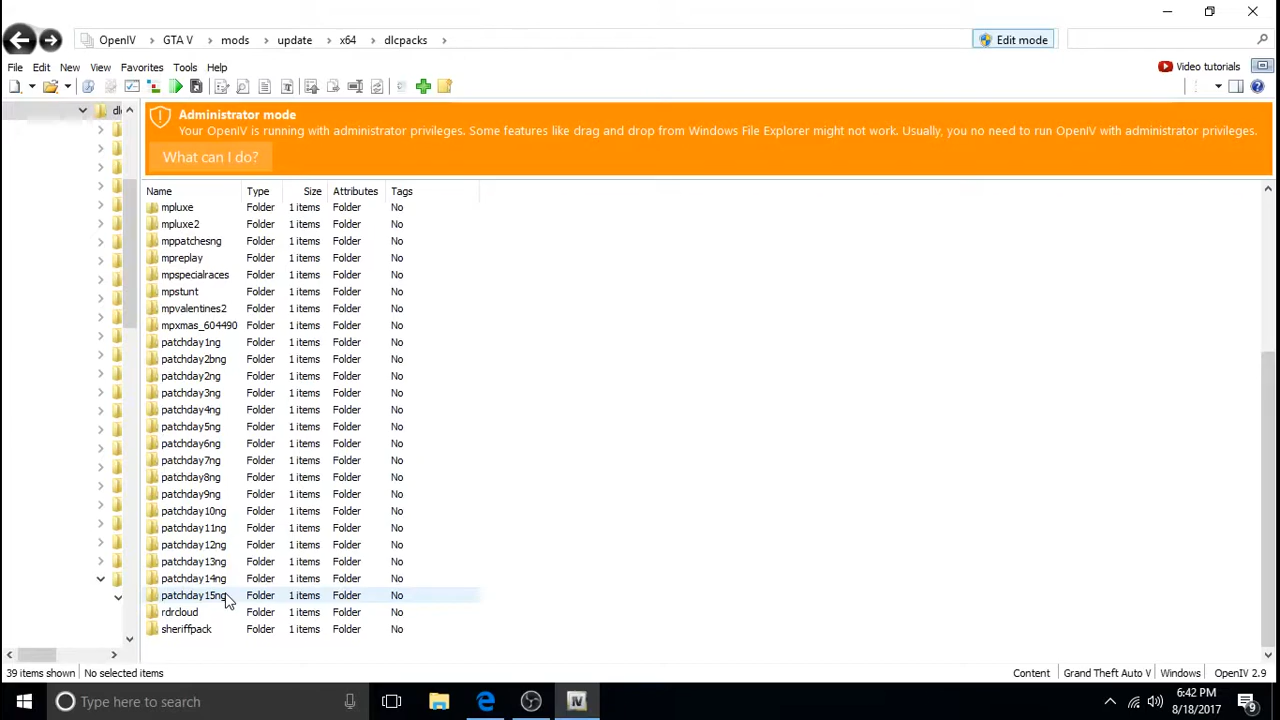 OpenIV GTA V mods update x64 dlcpacks Edit mode
File Edit New View Favorites Tools Help Video tutorials
Administrator mode
Your OpenIV is running with administrator privileges. Some features like drag and drop from Windows File Explorer might not work. Usually, you no need to run OpenIV with administrator privileges.
What can I do?
Name Type Size Attributes Tags
mpluxe Folder 1 items Folder No
mpluxe2 Folder 1 items Folder No
mppatchesng Folder 1 items Folder No
mpreplay Folder 1 items Folder No
mpspecialraces Folder 1 items Folder No
mpstunt Folder 1 items Folder No
mpvalentines2 Folder 1 items Folder No
mpxmas_604490 Folder 1 items Folder No
patchday1ng Folder 1 items Folder No
patchday2bng Folder 1 items Folder No
patchday2ng Folder 1 items Folder No
patchday3ng Folder 1 items Folder No
patchday4ng Folder 1 items Folder No
patchday5ng Folder 1 items Folder No
patchday6ng Folder 1 items Folder No
patchday7ng Folder 1 items Folder No
patchday8ng Folder 1 items Folder No
patchday9ng Folder 1 items Folder No
patchday10ng Folder 1 items Folder No
patchday11ng Folder 1 items Folder No
patchday12ng Folder 1 items Folder No
patchday13ng Folder 1 items Folder No
patchday14ng Folder 1 items Folder No
patchday15ng Folder 1 items Folder No
rdrcloud Folder 1 items Folder No
sheriffpack Folder 1 items Folder No
39 items shown No selected items Content Grand Theft Auto V Windows OpenIV 2.9
Type here to search IV 6:42 PM
8/18/2017 9